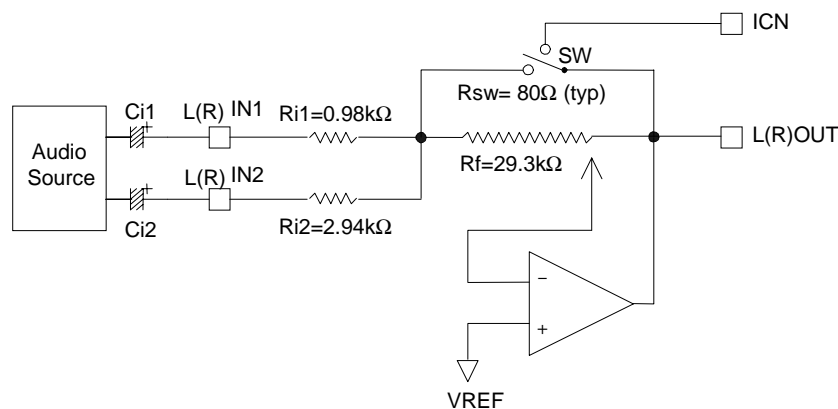 ICN
SW
Rsw= 80Ω (typ)
Ci1
L(R) IN1
Ri1=0.98kΩ
Audio
Source
L(R)OUT
Rf=29.3kΩ
L(R) IN2
Ci2
Ri2=2.94kΩ
−
+
VREF